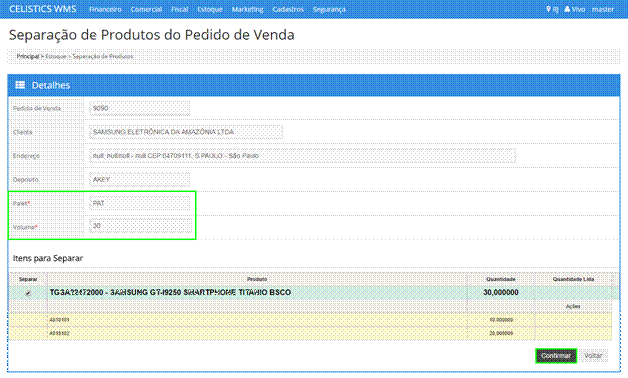 CELISTICS WMS Financeiro Comercial Fiscal Estoque Marketing Cadastros Segurança RJ Vivo master
Separação de Produtos do Pedido de Venda
Principal > Estoque > Separação de Produtos
Detalhes
Pedido de Venda 9090
Cliente SAMSUNG ELETRÔNICA DA AMAZÔNIA LTDA
Endereço null, nullnull - null CEP:04709111, S.PAULO - São Paulo
Depósito AKEY
Palet* PAT
Volume* 30
Itens para Separar
Separar Produto Quantidade Quantidade Lida
SAMSUNG GT-I9250 SMARTPHONE TITANIO BSCO 30,000000
Ações
A010101 10,000000
A010102 20,000000
Confirmar Voltar